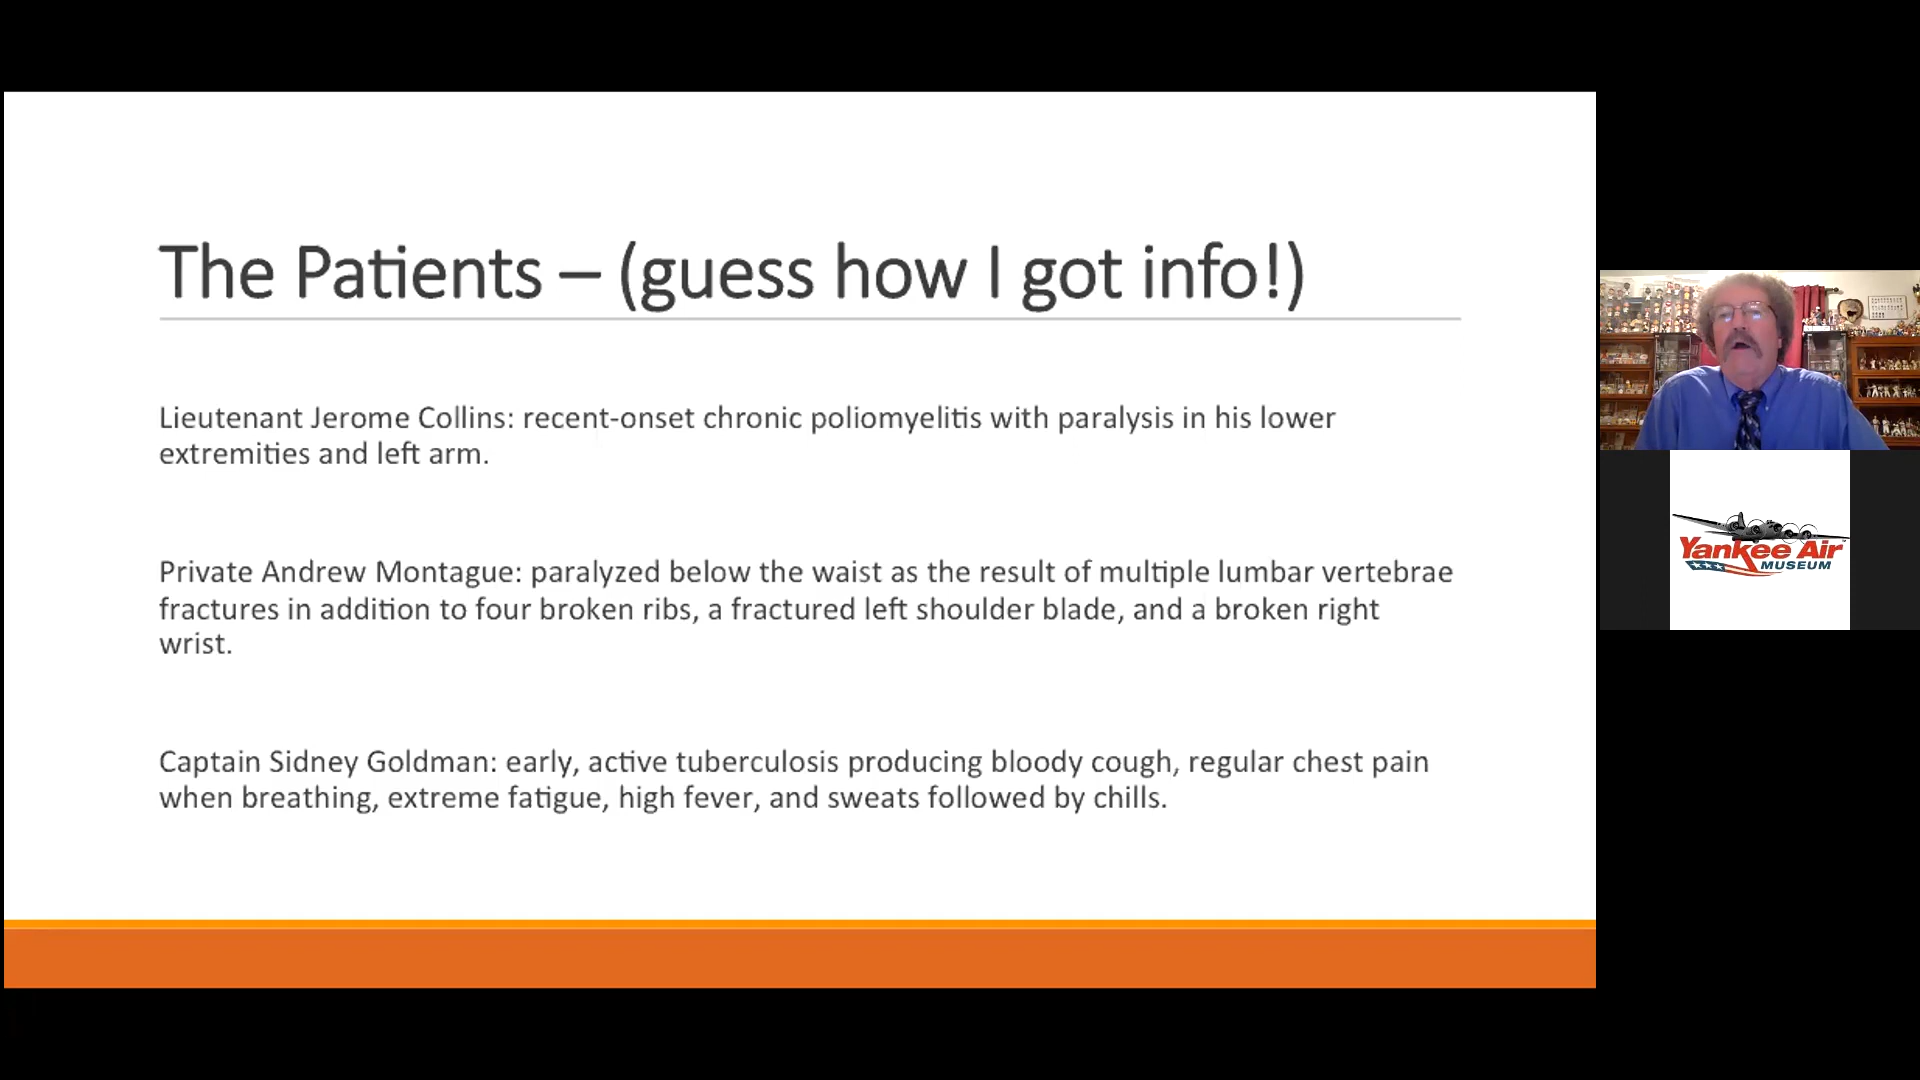 The Patients – (guess how I got info!)
Lieutenant Jerome Collins: recent-onset chronic poliomyelitis with paralysis in his lower
extremities and left arm.
Private Andrew Montague: paralyzed below the waist as the result of multiple lumbar vertebrae
fractures in addition to four broken ribs, a fractured left shoulder blade, and a broken right
wrist.
Captain Sidney Goldman: early, active tuberculosis producing bloody cough, regular chest pain
when breathing, extreme fatigue, high fever, and sweats followed by chills.
Yankee Air
MUSEUM